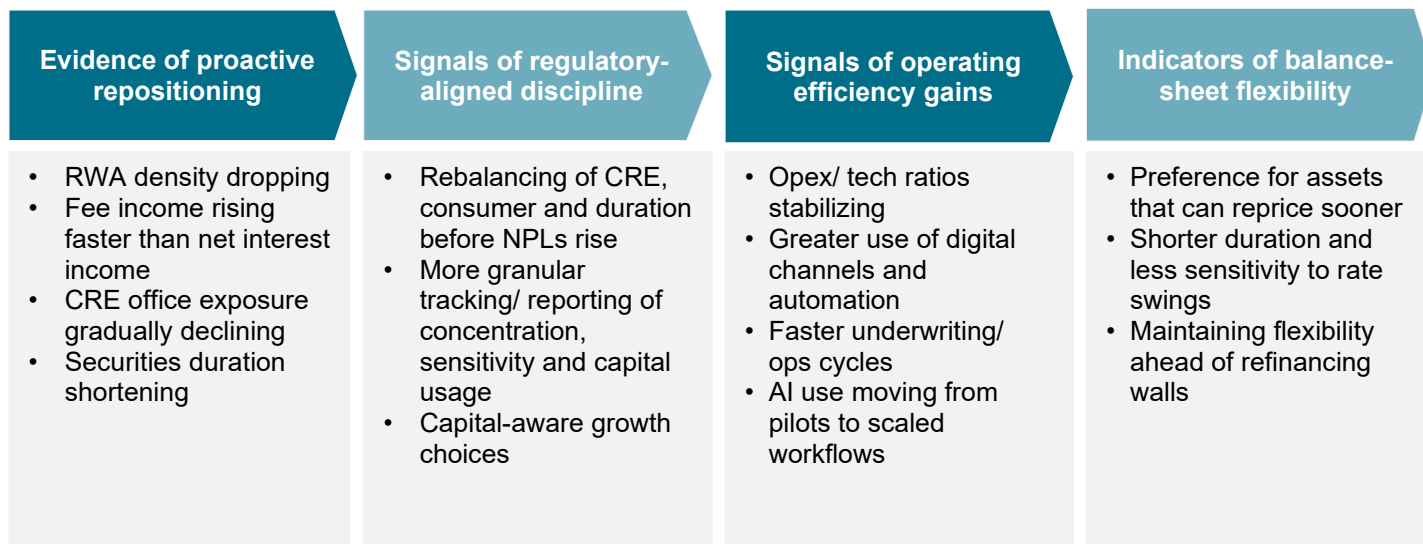 Evidence of proactive
repositioning
• RWA density dropping
• Fee income rising
faster than net interest
income
• CRE office exposure
gradually declining
• Securities duration
shortening
Signals of regulatory-
aligned discipline
• Rebalancing of CRE,
consumer and duration
before NPLs rise
• More granular
tracking/ reporting of
concentration,
sensitivity and capital
usage
• Capital-aware growth
choices
Signals of operating
efficiency gains
• Opex/ tech ratios
stabilizing
• Greater use of digital
channels and
automation
• Faster underwriting/
ops cycles
• AI use moving from
pilots to scaled
workflows
Indicators of balance-
sheet flexibility
• Preference for assets
that can reprice sooner
• Shorter duration and
less sensitivity to rate
swings
• Maintaining flexibility
ahead of refinancing
walls